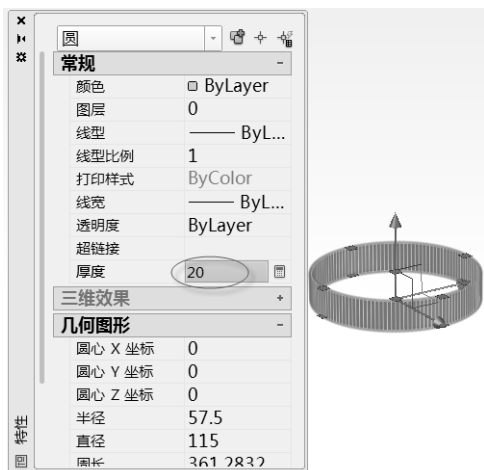 圆
常规
颜色 ByLayer
图层 0
线型 ByL...
线型比例 1
打印样式 ByColor
线宽 ByL...
透明度 ByLayer
超链接
厚度 20
三维效果
几何图形
圆心 X 坐标 0
圆心 Y 坐标 0
圆心 Z 坐标 0
半径 57.5
直径 115
周长 361.2832
特性